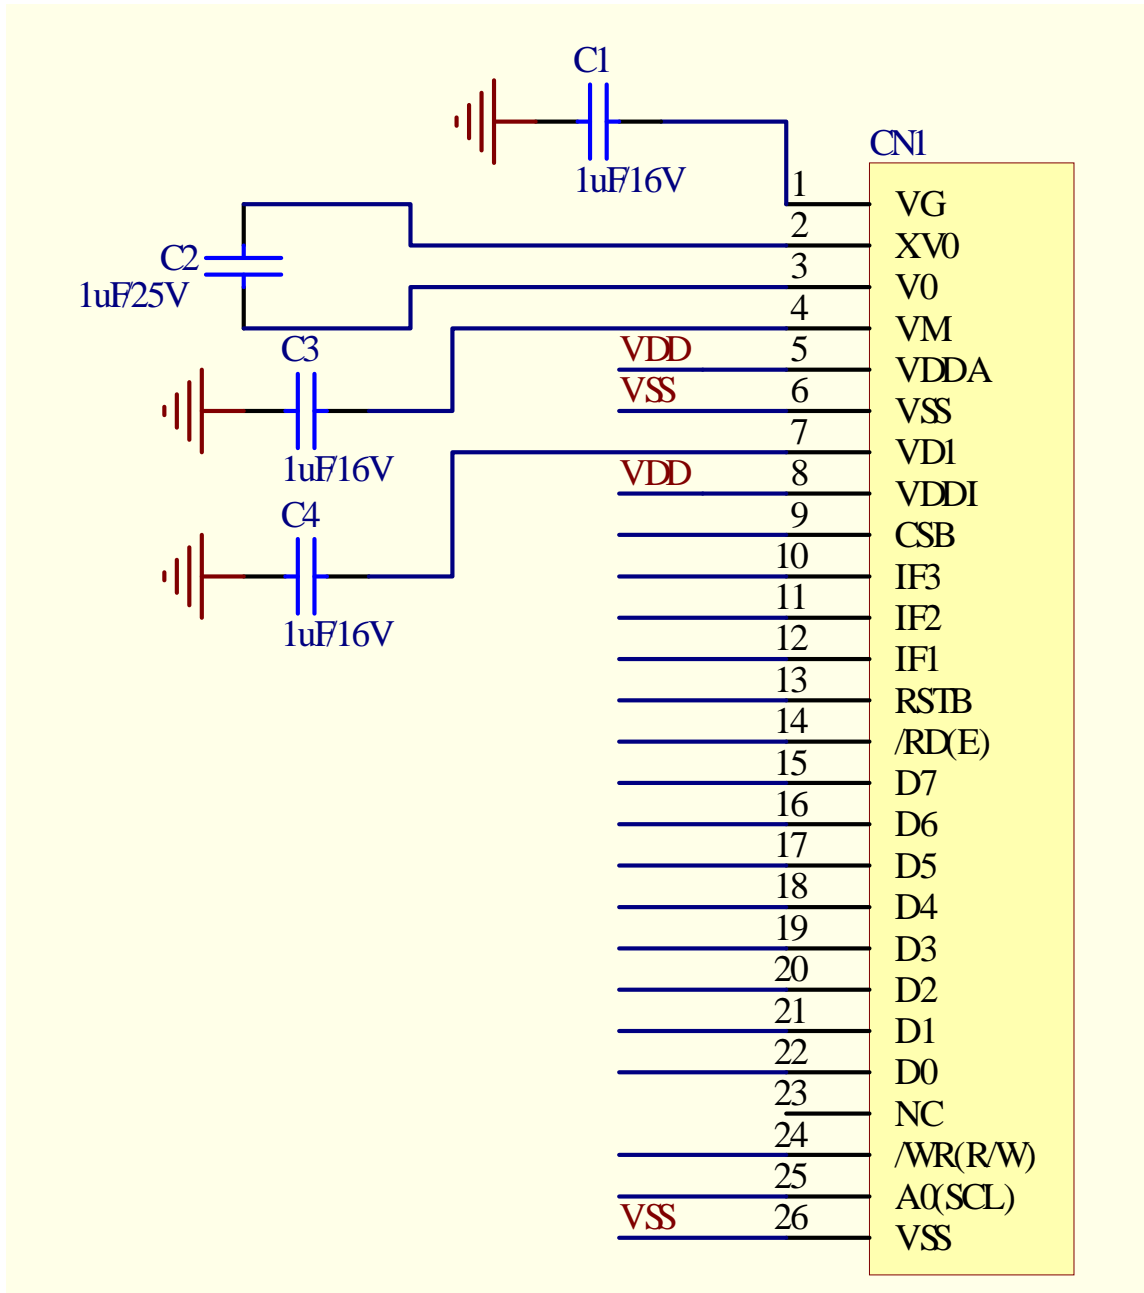 C1
1uF/16V
CN1
1 VG
2 XV0
C2
1uF/25V
3 V0
4 VM
C3
1uF/16V
VDD 5 VDDA
VSS 6 VSS
7 VD1
VDD 8 VDDI
C4
1uF/16V
9 CSB
10 IF3
11 IF2
12 IF1
13 RSTB
14 /RD(E)
15 D7
16 D6
17 D5
18 D4
19 D3
20 D2
21 D1
22 D0
23 NC
24 /WR(R/W)
25 A0(SCL)
VSS 26 VSS